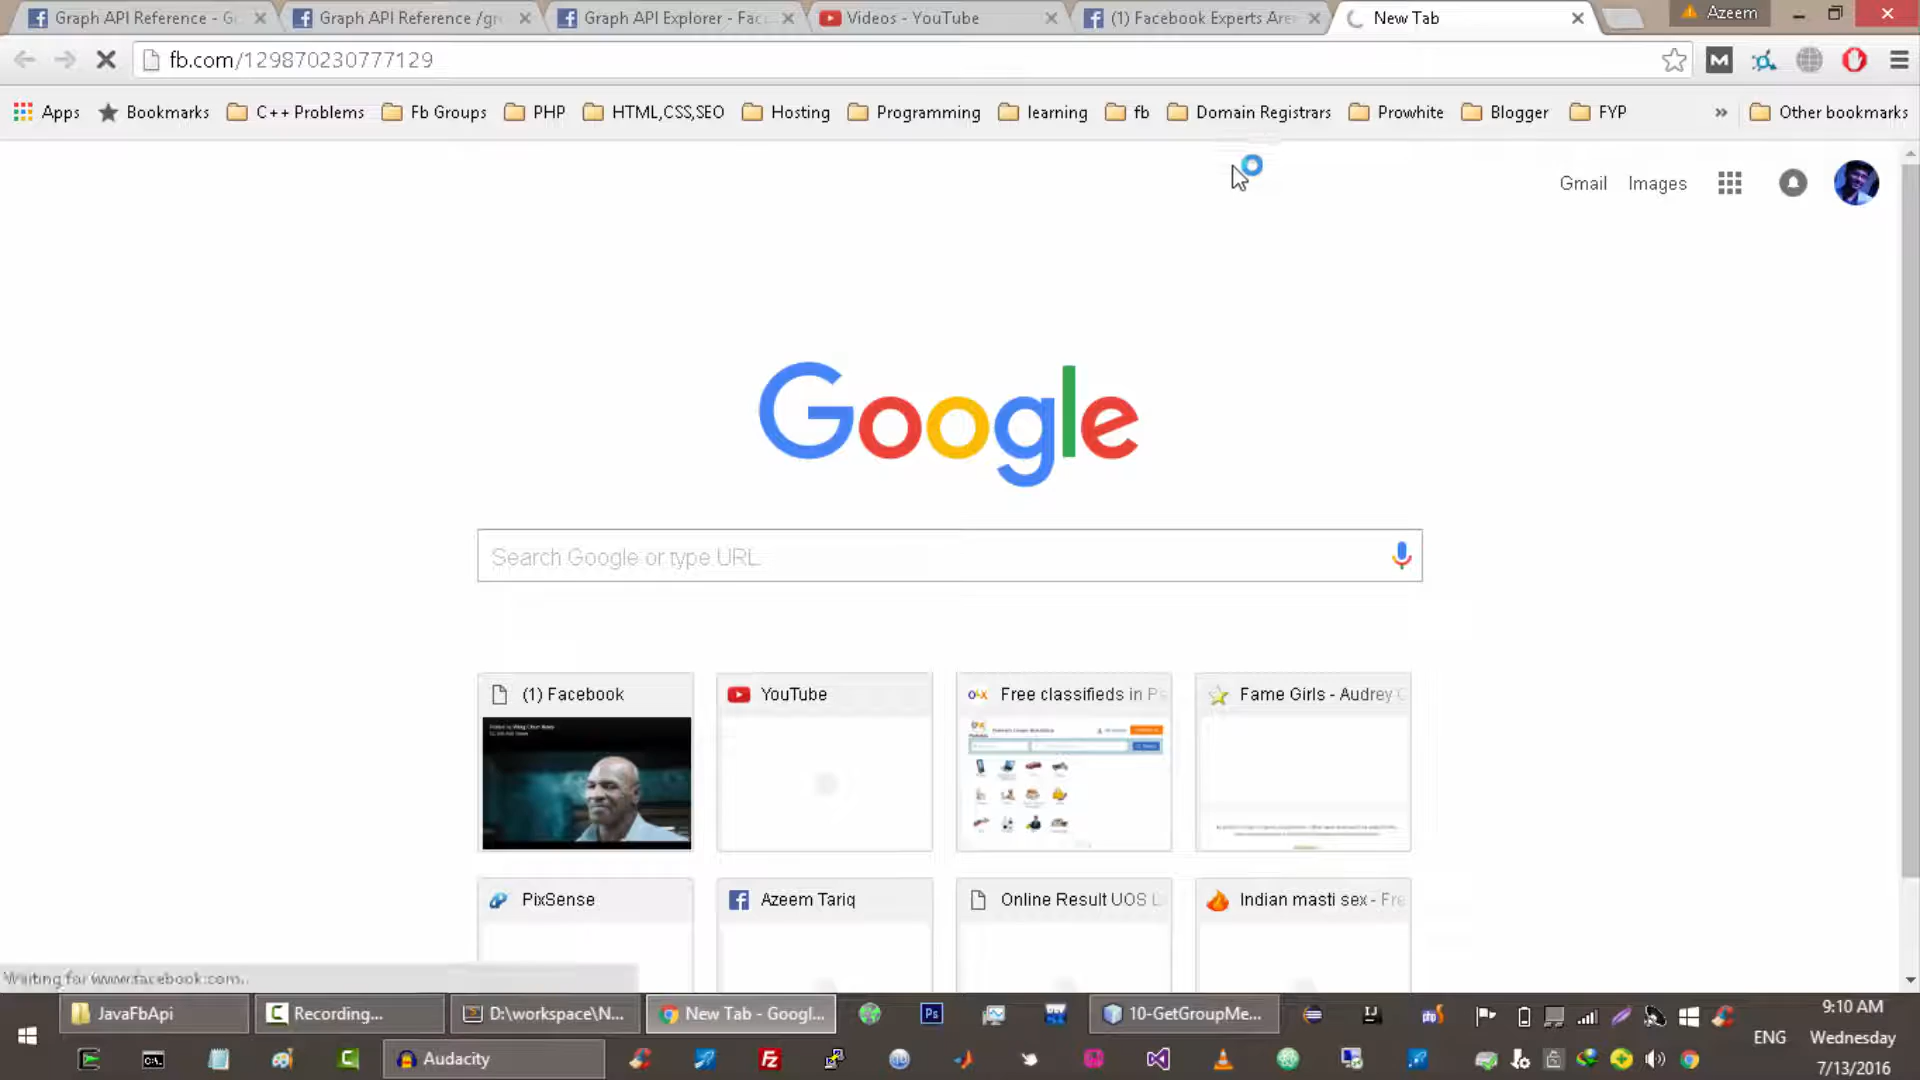 Graph API Reference - G
Graph API Reference /gr
Graph API Explorer - Fac
Videos - YouTube
(1) Facebook Experts Are
New Tab
Azeem
fb.com/129870230777129
Apps
Bookmarks
C++ Problems
Fb Groups
PHP
HTML,CSS,SEO
Hosting
Programming
learning
fb
Domain Registrars
Prowhite
Blogger
FYP
»
Other bookmarks
Gmail
Images
Google
Search Google or type URL
(1) Facebook
YouTube
Free classifieds in P
Fame Girls - Audrey
PixSense
Azeem Tariq
Online Result UOS
Indian masti sex - Fre
Waiting for www.facebook.com...
JavaFbApi
Recording...
D:\workspace\N...
New Tab - Googl...
10-GetGroupMe...
9:10 AM
ENG
Wednesday
Audacity
7/13/2016